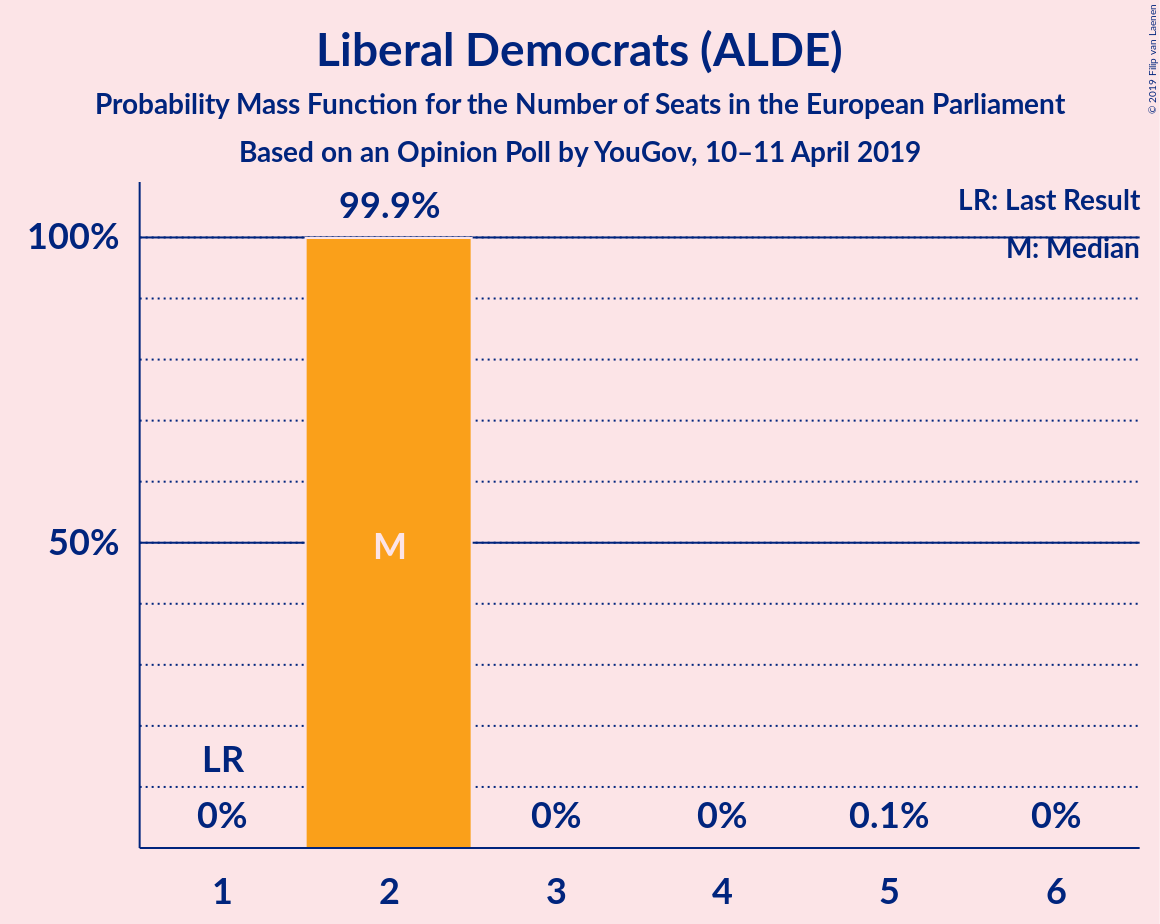 Liberal Democrats (ALDE)
Probability Mass Function for the Number of Seats in the European Parliament
Based on an Opinion Poll by YouGov, 10–11 April 2019
© 2019 Filip van Laenen
LR: Last Result
M: Median
99.9%
100%
50%
M
LR
0%
0%
0%
0.1%
0%
1
2
3
4
5
6